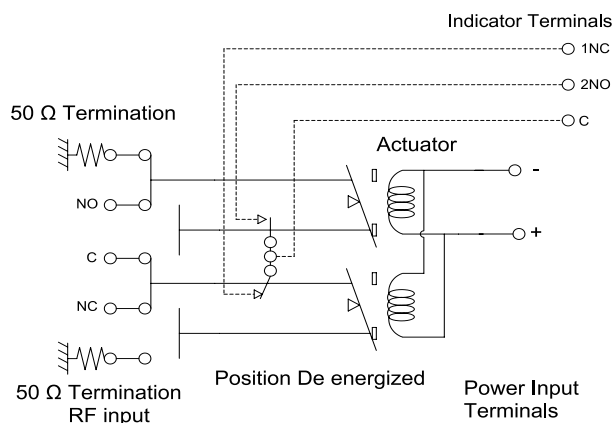 Indicator Terminals
1NC
2NO
C
50 Ω Termination
Actuator
-
NO
+
C
NC
50 Ω Termination
RF input
Position De energized
Power Input
Terminals